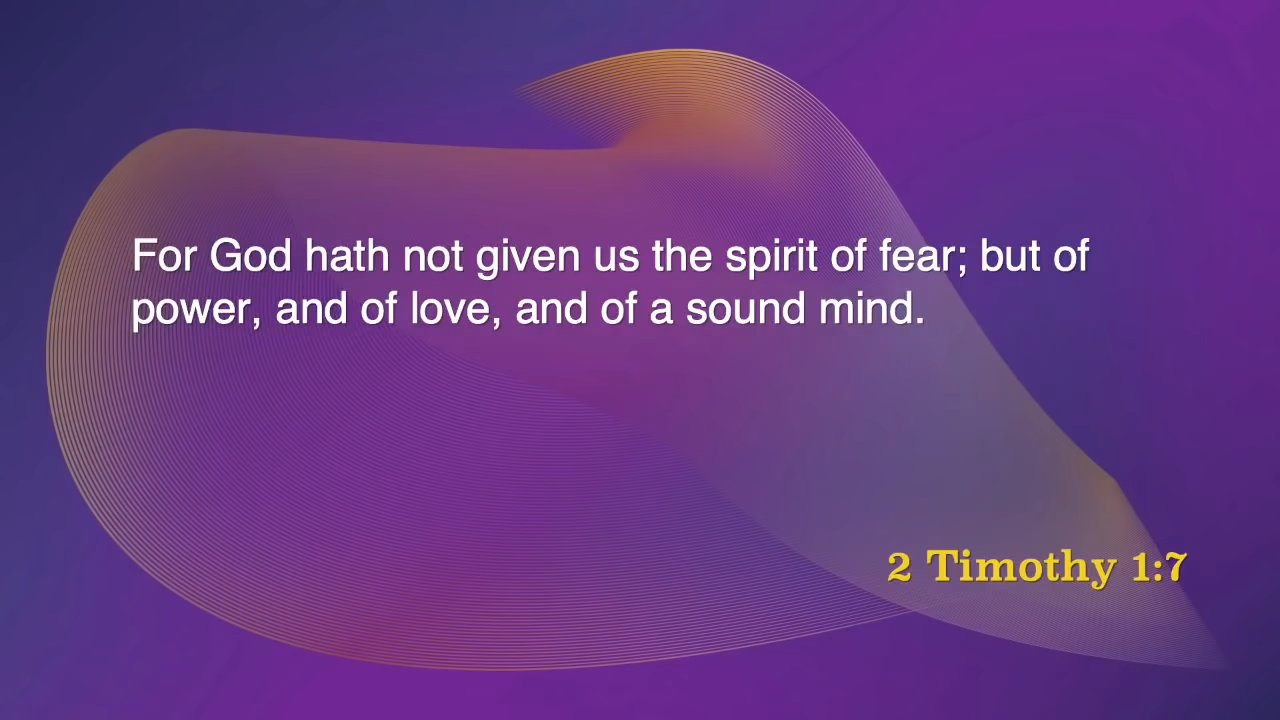 For God hath not given us the spirit of fear; but of
power, and of love, and of a sound mind.
2 Timothy 1:7